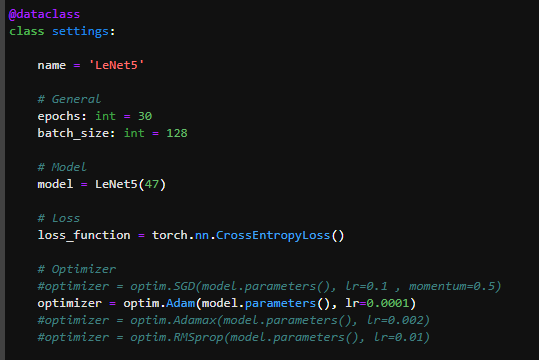 @dataclass
class settings:
name = 'LeNet5'
# General
epochs: int = 30
batch_size: int = 128
# Model
model = LeNet5(47)
# Loss
loss_function = torch.nn.CrossEntropyLoss()
# Optimizer
#optimizer = optim.SGD(model.parameters(), lr=0.1 , momentum=0.5)
optimizer = optim.Adam(model.parameters(), lr=0.0001)
#optimizer = optim.Adamax(model.parameters(), lr=0.002)
#optimizer = optim.RMSprop(model.parameters(), lr=0.01)